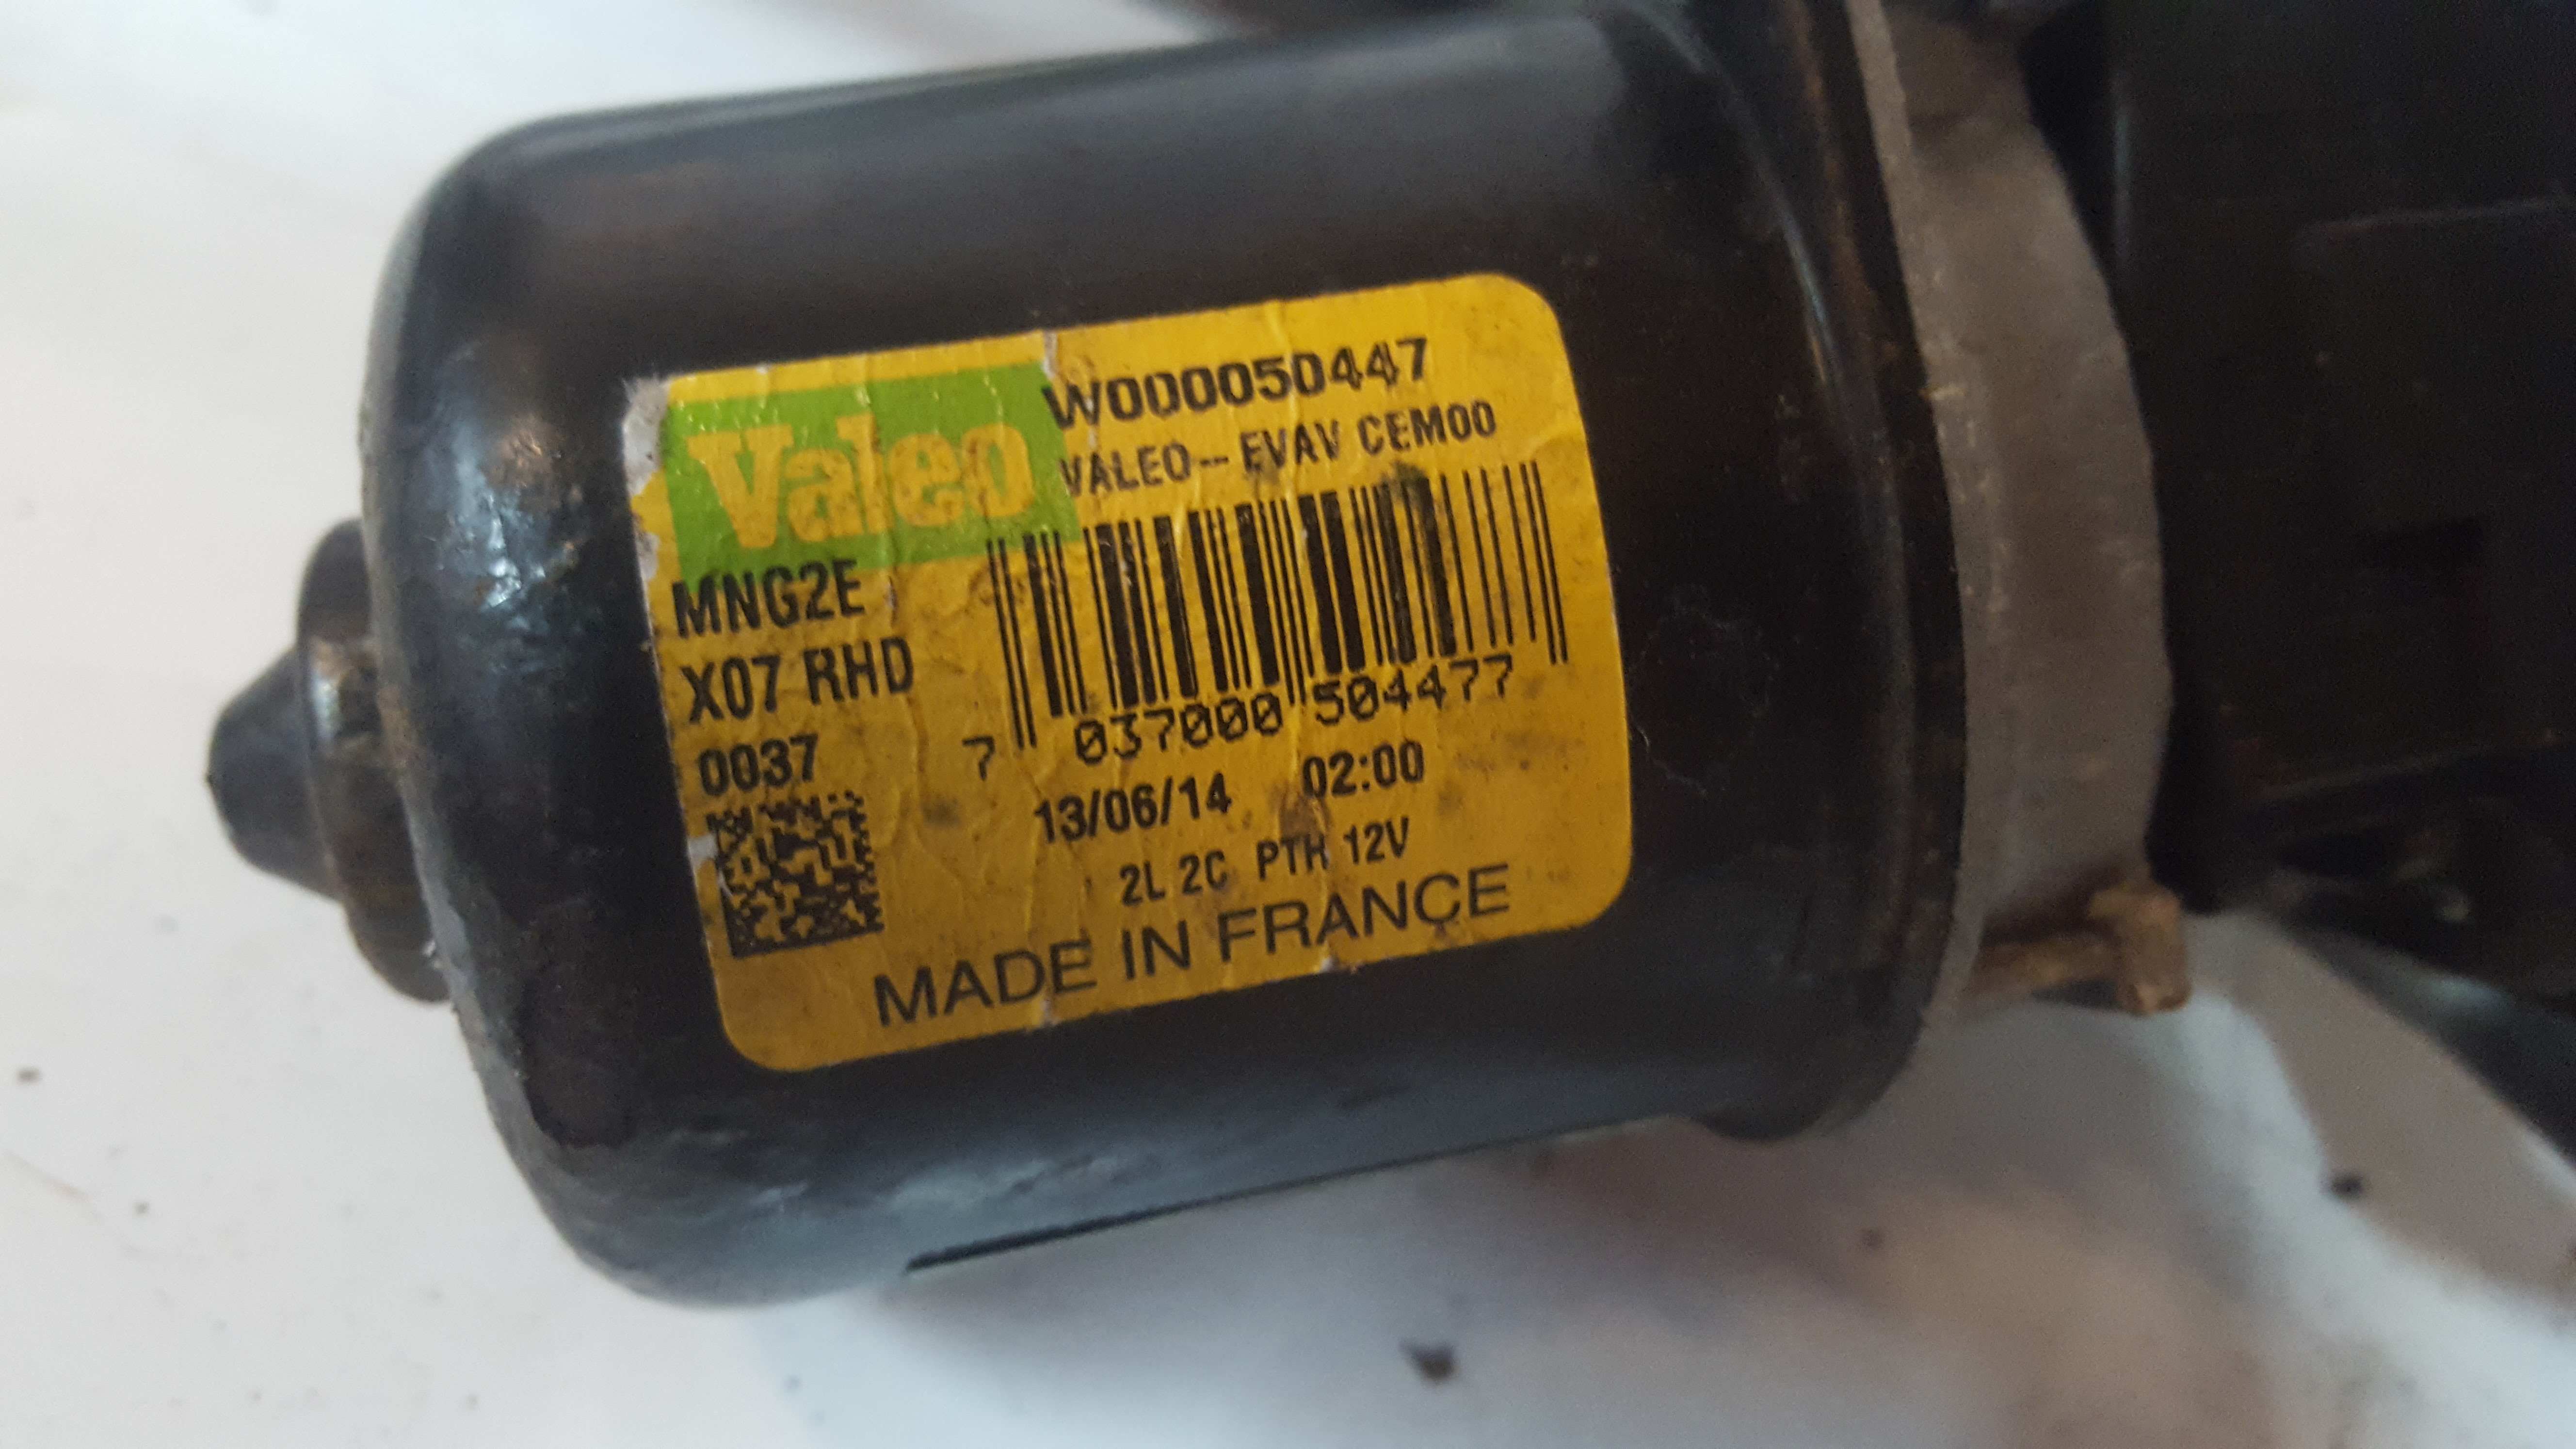 Valeo
W000050447
VALEO-- EVAV CEM00
MNG2E
X07 RHD
0037
7 037000 504477
13/06/14 02:00
2L 2C PTH 12V
MADE IN FRANCE